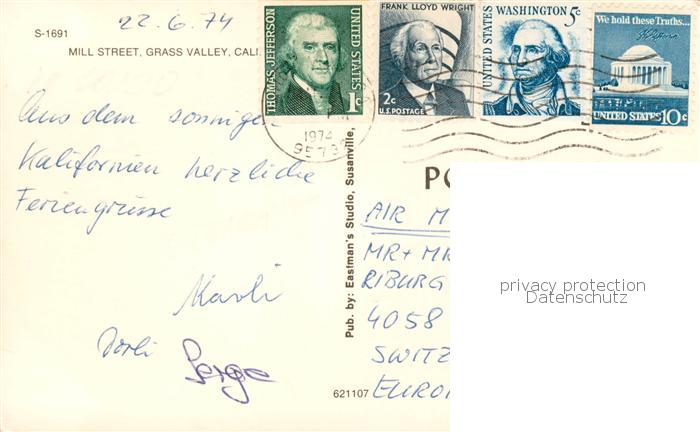 22.6.74
S-1691
MILL STREET, GRASS VALLEY, CALI
Aus dem sonnigen
Kalifornien herzliche
Feriengrüsse
Dorli
Serge
THOMAS JEFFERSON
UNITED STATES
1c
FRANK LLOYD WRIGHT
2c
U.S. POSTAGE
UNITED STATES
WASHINGTON 5c
We hold these Truths...
UNITED STATES 10c
1974
Pub. by: Eastman's Studio, Susanville,
621107
PO
AIR M
MR + MR
RIBURG
4058
SWITZ
EURO
privacy protection
Datenschutz